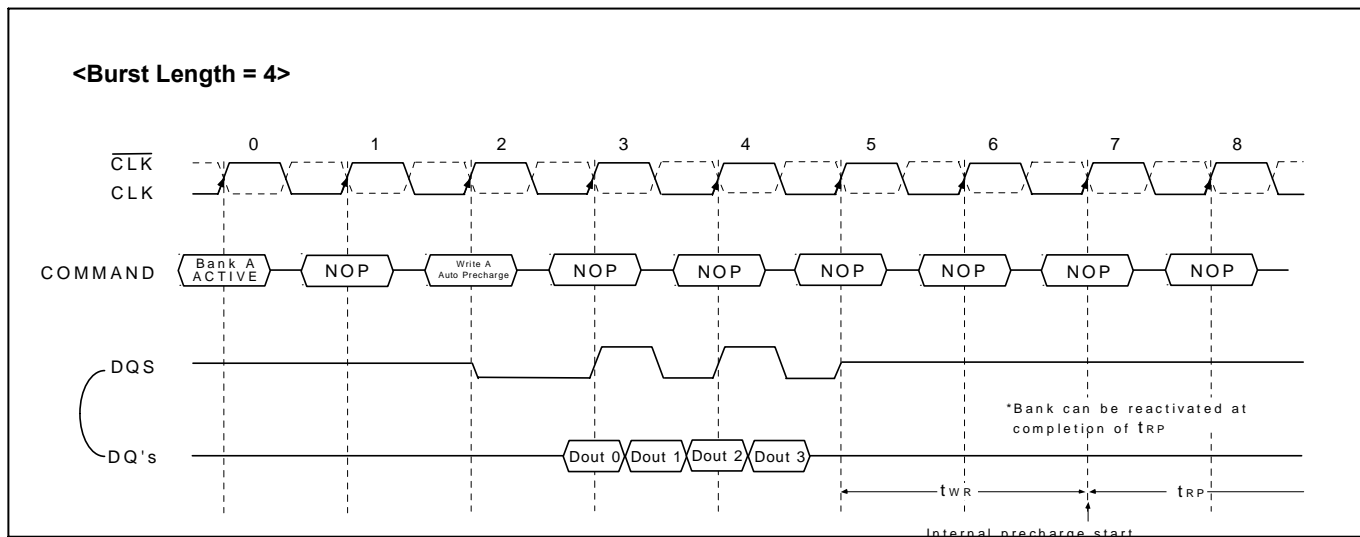 <Burst Length = 4>
0 1 2 3 4 5 6 7 8
CLK
CLK
COMMAND
Bank A
ACTIVE
NOP
Write A
Auto Precharge
NOP
NOP
NOP
NOP
NOP
NOP
DQS
*Bank can be reactivated at
completion of tRP
DQ's
Dout 0 Dout 1 Dout 2 Dout 3
tWR
tRP
Internal precharge start